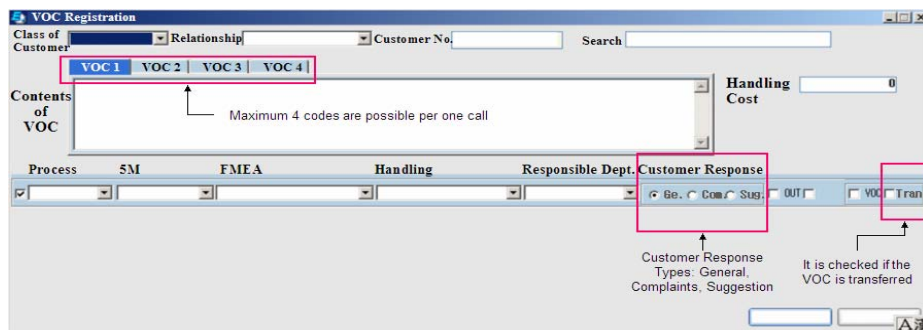 VOC Registration
Class of Customer
Relationship
Customer No.
Search
VOC 1 VOC 2 VOC 3 VOC 4
Contents of VOC
Maximum 4 codes are possible per one call
Handling Cost
0
Process 5M FMEA Handling Responsible Dept. Customer Response
Ge. Com. Sug. OUT VOC Tran
Customer Response
Types: General,
Complaints, Suggestion
It is checked if the
VOC is transferred
A